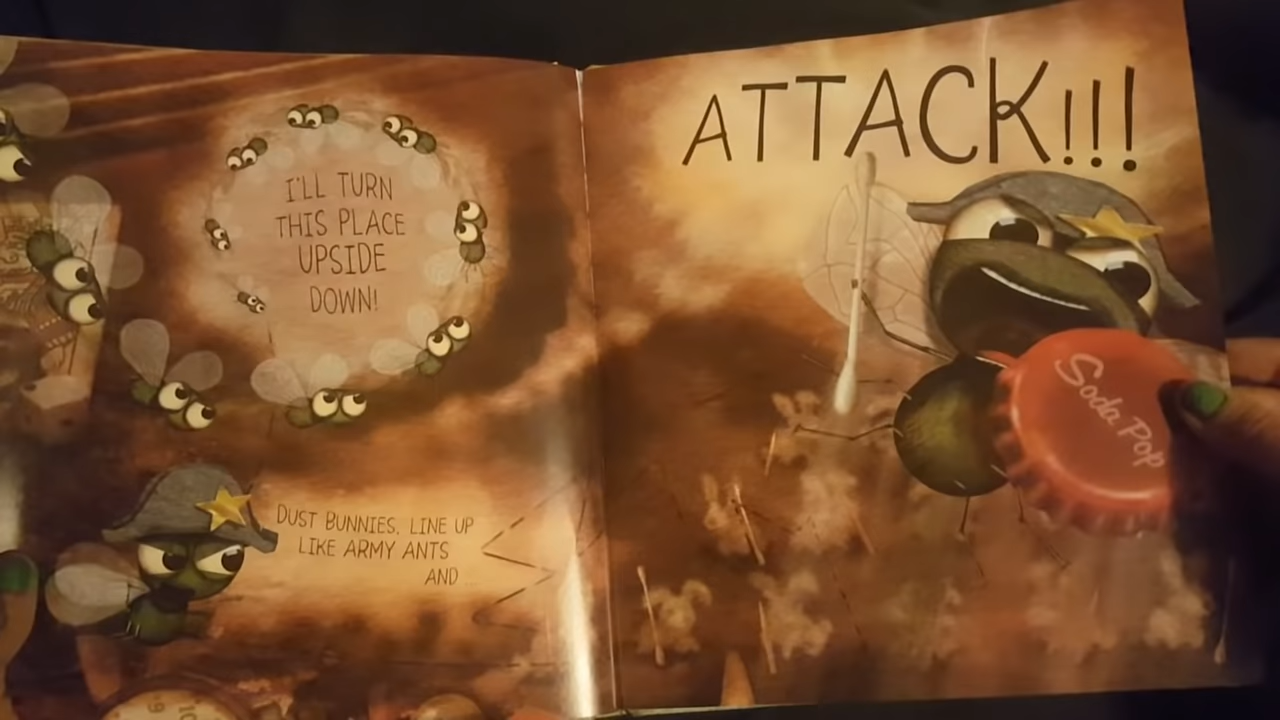 I'LL TURN
THIS PLACE
UPSIDE
DOWN!
DUST BUNNIES, LINE UP
LIKE ARMY ANTS
AND
ATTACK!!!
Soda Pop